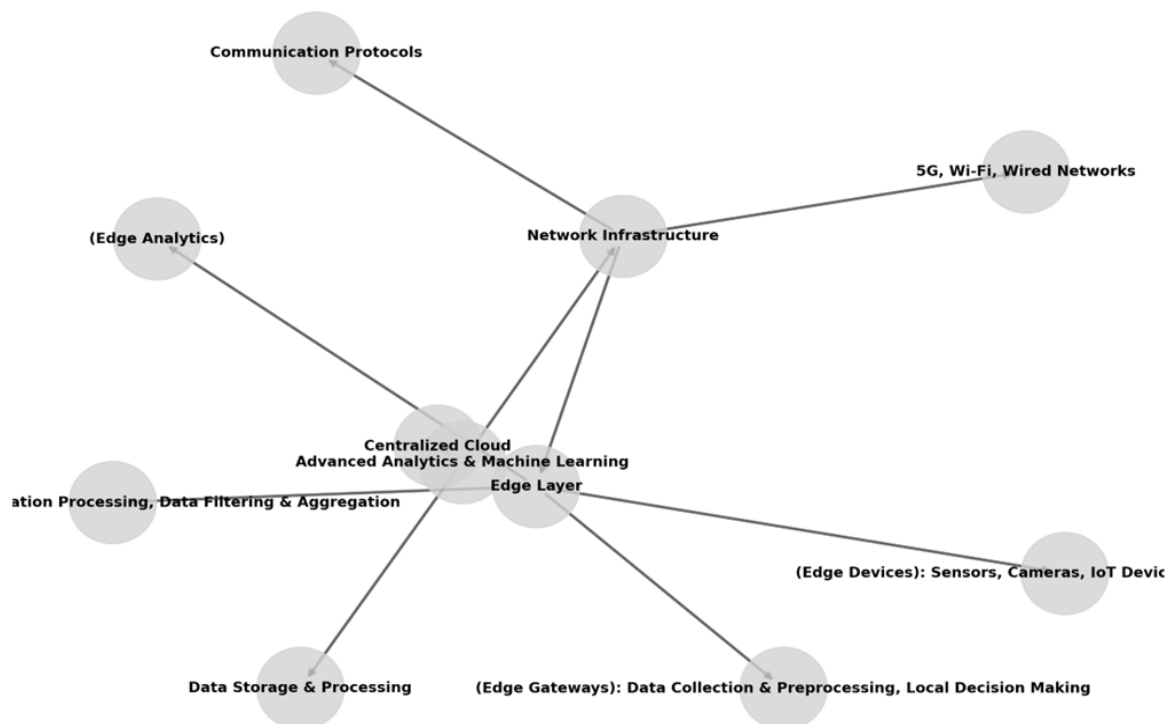 Communication Protocols
5G, Wi-Fi, Wired Networks
Network Infrastructure
(Edge Analytics)
Centralized Cloud
Advanced Analytics & Machine Learning
Edge Layer
Processing, Data Filtering & Aggregation
(Edge Devices): Sensors, Cameras, IoT
Data Storage & Processing
(Edge Gateways): Data Collection & Preprocessing, Local Decision Making